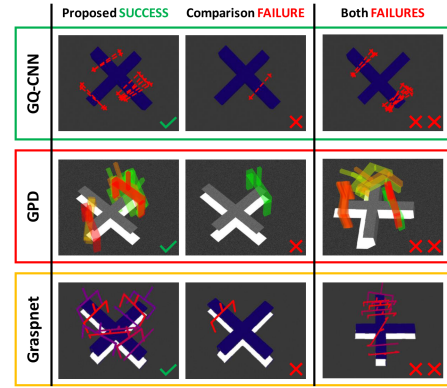 Proposed SUCCESS Comparison FAILURE Both FAILURES
GQ-CNN
GPD
Graspnet